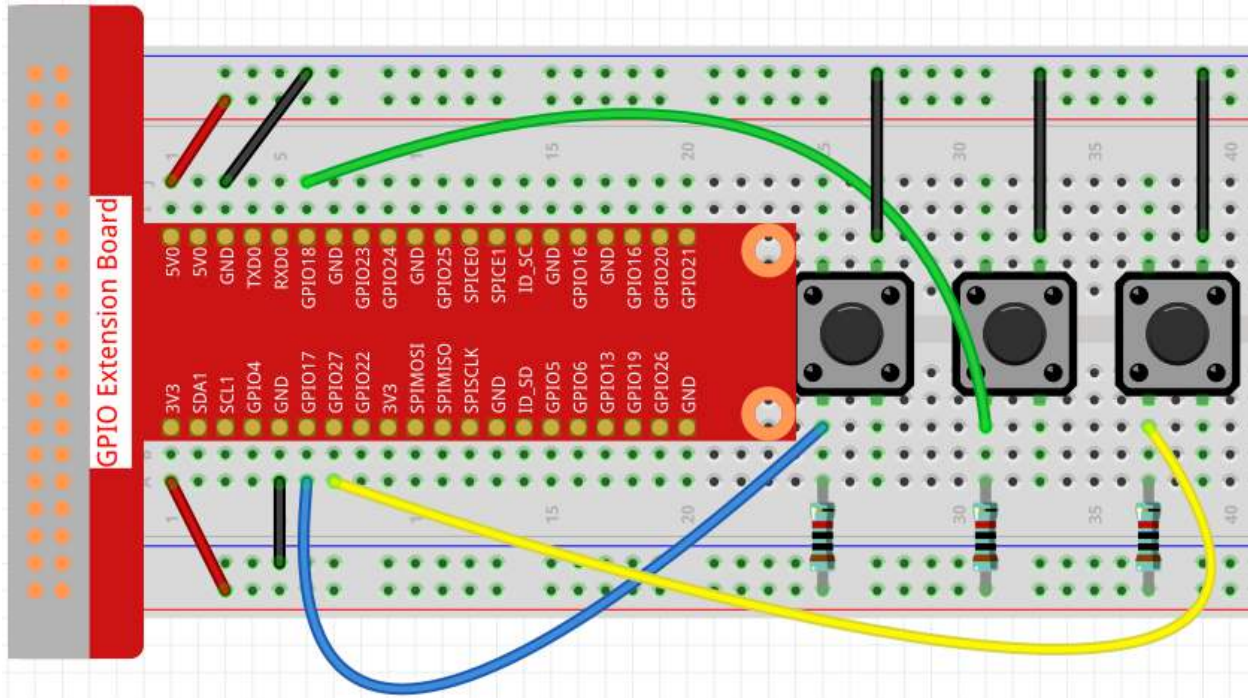 GPIO Extension Board
1 5 15 20 30 35 40
J
5V0 5V0 GND TXD0 RXD0 GPIO18 GND GPIO23 GPIO24 GND GPIO25 SPICE0 SPICE1 ID_SC GND GPIO16 GND GPIO16 GPIO20 GPIO21
3V3 SDA1 SCL1 GPIO4 GND GPIO17 GPIO27 GPIO22 3V3 SPIMOSI SPIMISO SPISCLK GND ID_SD GPIO5 GPIO6 GPIO13 GPIO19 GPIO26 GND
B
A
1 15 20 30 35 40